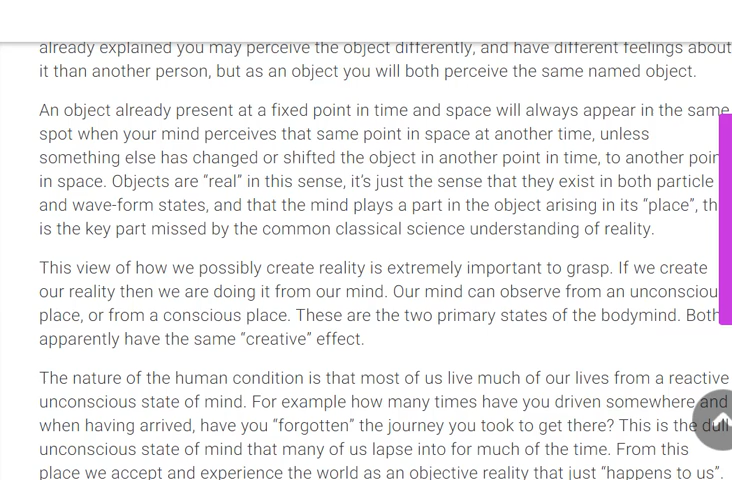 already explained you may perceive the object differently, and have different feelings about
it than another person, but as an object you will both perceive the same named object.
An object already present at a fixed point in time and space will always appear in the same
spot when your mind perceives that same point in space at another time, unless
something else has changed or shifted the object in another point in time, to another poin
in space. Objects are “real” in this sense, it’s just the sense that they exist in both particle
and wave-form states, and that the mind plays a part in the object arising in its “place”, th
is the key part missed by the common classical science understanding of reality.
This view of how we possibly create reality is extremely important to grasp. If we create
our reality then we are doing it from our mind. Our mind can observe from an unconsciou
place, or from a conscious place. These are the two primary states of the bodymind. Both
apparently have the same “creative” effect.
The nature of the human condition is that most of us live much of our lives from a reactive
unconscious state of mind. For example how many times have you driven somewhere and
when having arrived, have you “forgotten” the journey you took to get there? This is the dull
unconscious state of mind that many of us lapse into for much of the time. From this
place we accept and experience the world as an objective reality that just “happens to us”.